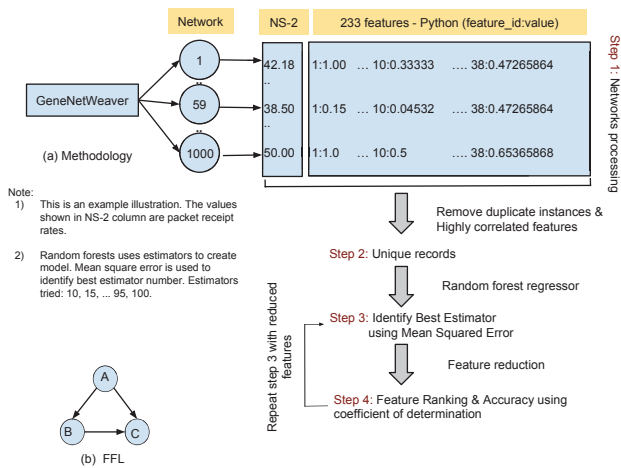 Network
NS-2
233 features - Python (feature_id:value)
GeneNetWeaver
1
..
59
..
1000
42.18
..
38.50
..
50.00
1:1.00 ... 10:0.33333 .... 38:0.47265864
1:0.15 ... 10:0.04532 .... 38:0.47264864
1:1.0 ... 10:0.5 .... 38:0.65365868
Step 1: Networks processing
(a) Methodology
Note:
1) This is an example illustration. The values
shown in NS-2 column are packet receipt
rates.
2) Random forests uses estimators to create
model. Mean square error is used to
identify best estimator number. Estimators
tried: 10, 15, ... 95, 100.
Remove duplicate instances &
Highly correlated features
Step 2: Unique records
Random forest regressor
Step 3: Identify Best Estimator
using Mean Squared Error
Feature reduction
Step 4: Feature Ranking & Accuracy using
coefficient of determination
Repeat step 3 with reduced
features
A
B
C
(b) FFL